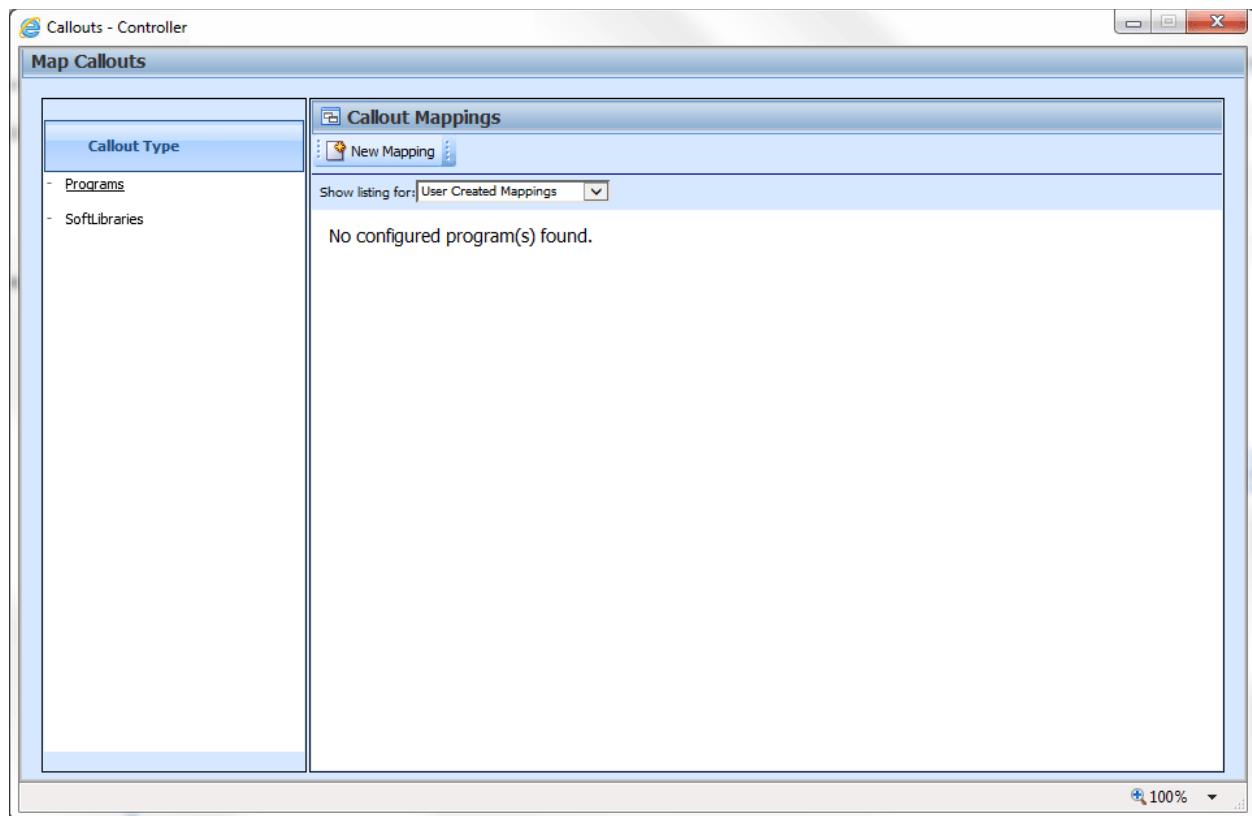 Callouts - Controller
Map Callouts
Callout Type
- Programs
- SoftLibraries
Callout Mappings
New Mapping
Show listing for: User Created Mappings
No configured program(s) found.
100%